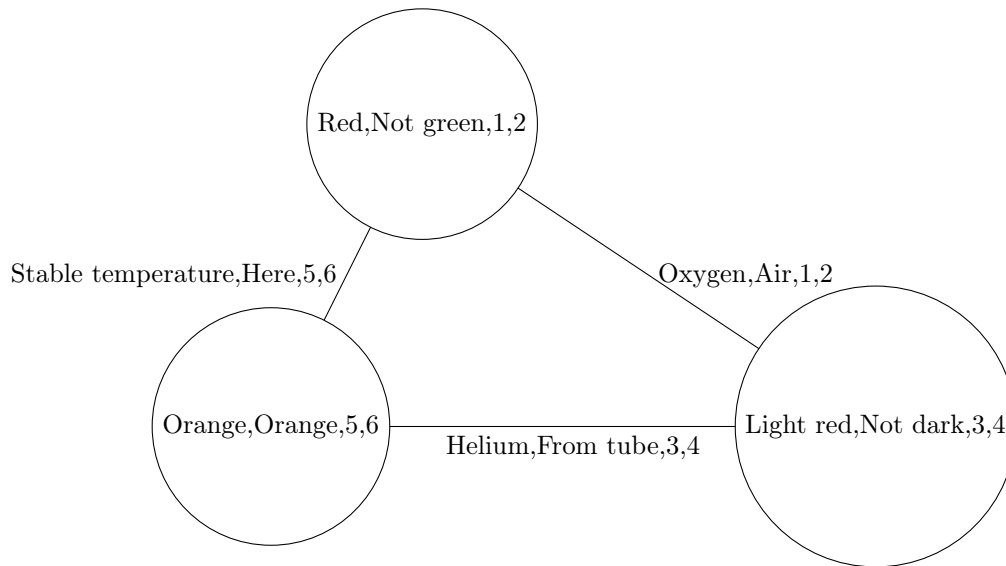 Red,Not green,1,2
Stable temperature,Here,5,6
Oxygen,Air,1,2
Orange,Orange,5,6
Light red,Not dark,3,4
Helium,From tube,3,4